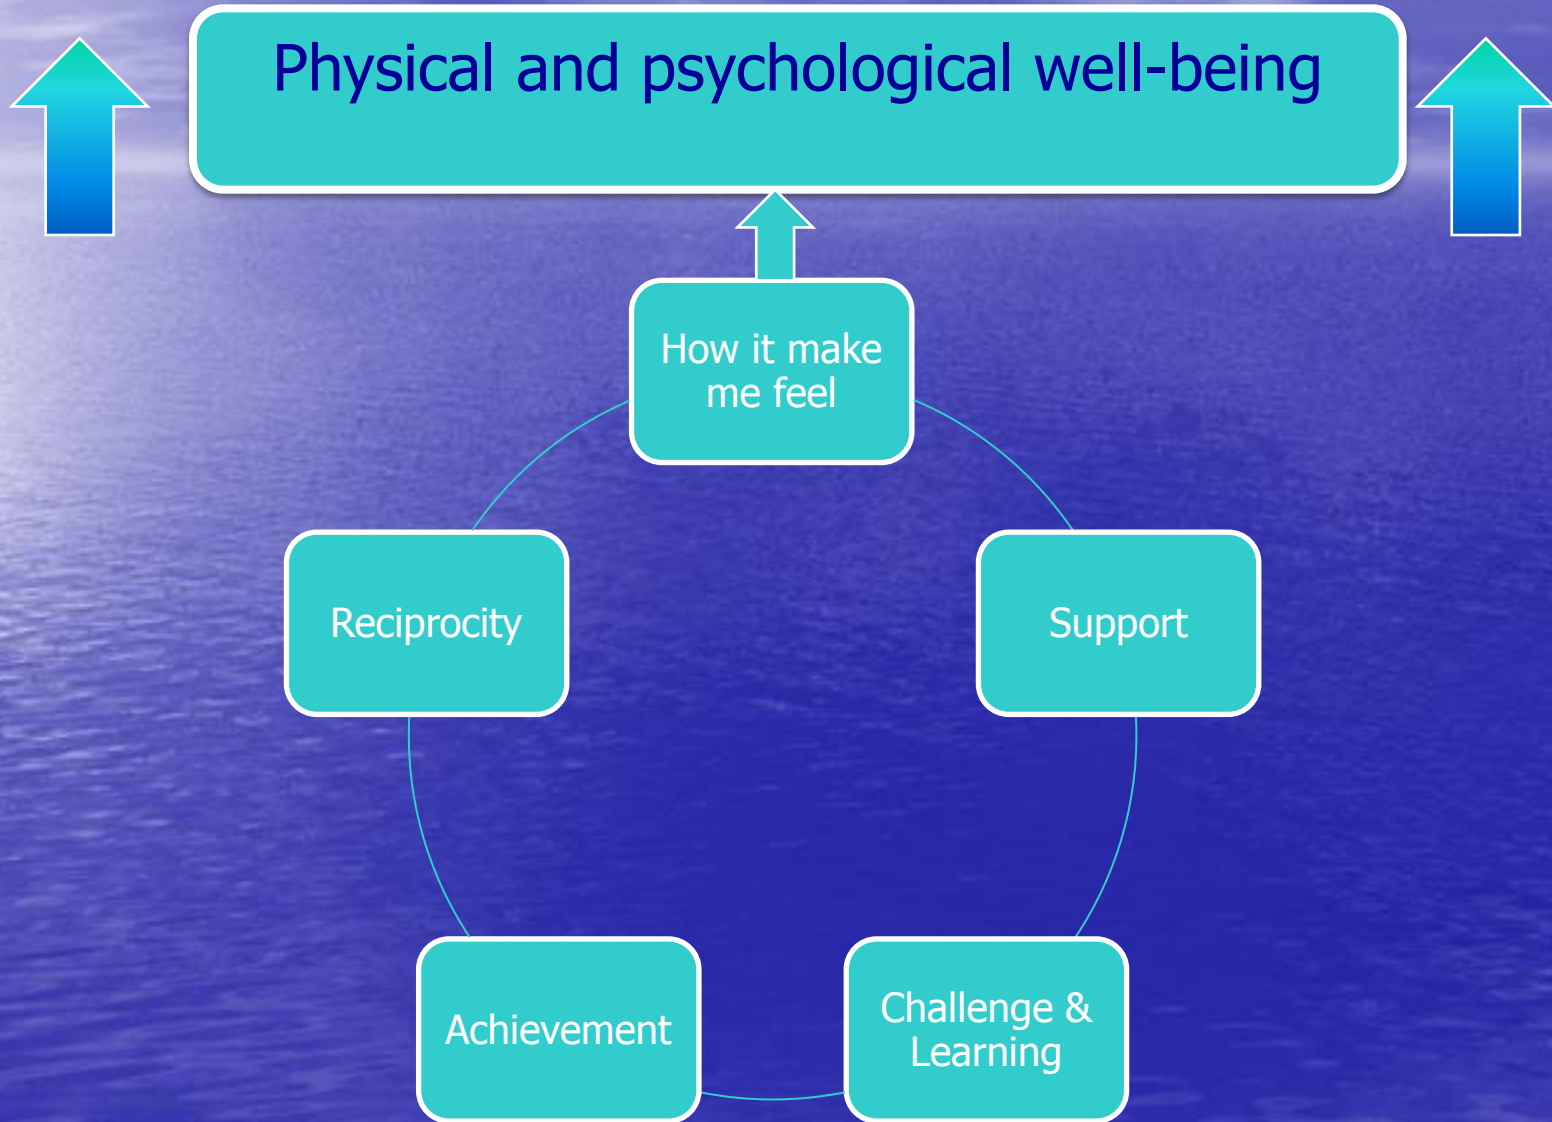 Physical and psychological well-being
How it make
me feel
Reciprocity
Support
Achievement
Challenge &
Learning